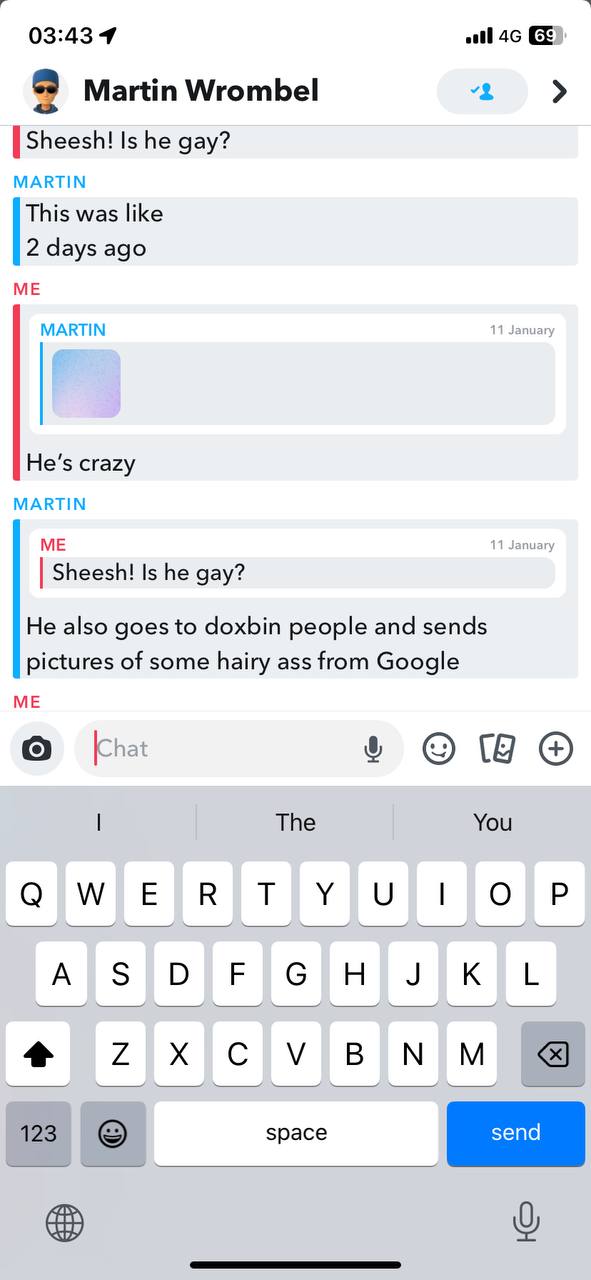 03:43
4G 69
Martin Wrombel
Sheesh! Is he gay?
MARTIN
This was like
2 days ago
ME
MARTIN 11 January
He’s crazy
MARTIN
ME 11 January
Sheesh! Is he gay?
He also goes to doxbin people and sends
pictures of some hairy ass from Google
ME
Chat
I The You
Q W E R T Y U I O P
A S D F G H J K L
Z X C V B N M
123 space send